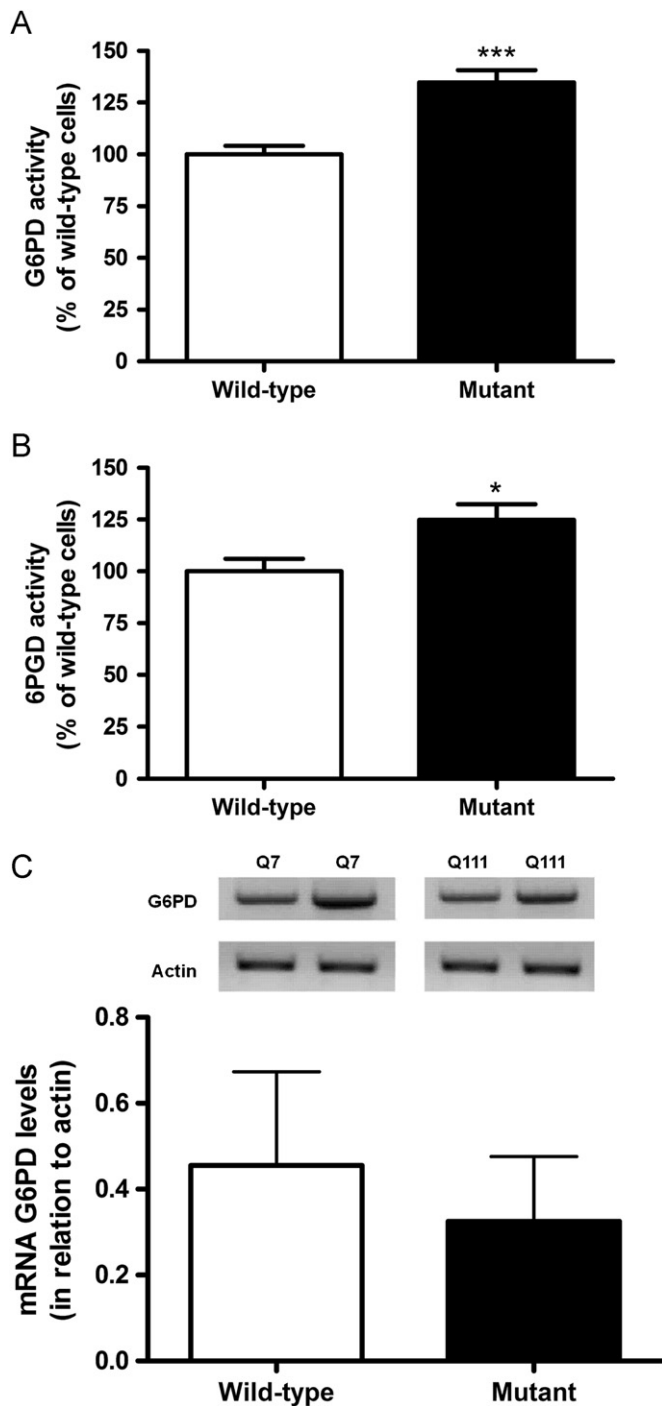 A
G6PD activity
(% of wild-type cells)
150
125
100
75
50
25
0
***
Wild-type Mutant
B
6PGD activity
(% of wild-type cells)
150
125
100
75
50
25
0
*
Wild-type Mutant
C
Q7 Q7 Q111 Q111
G6PD
Actin
mRNA G6PD levels
(in relation to actin)
0.8
0.6
0.4
0.2
0.0
Wild-type Mutant